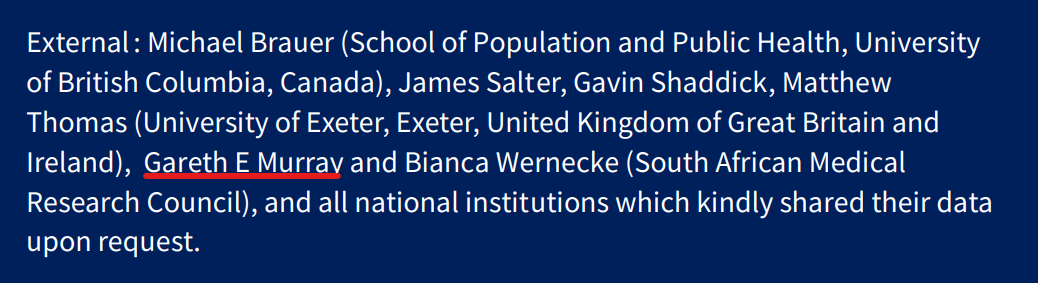 External : Michael Brauer (School of Population and Public Health, University
of British Columbia, Canada), James Salter, Gavin Shaddick, Matthew
Thomas (University of Exeter, Exeter, United Kingdom of Great Britain and
Ireland), Gareth E Murray and Bianca Wernecke (South African Medical
Research Council), and all national institutions which kindly shared their data
upon request.